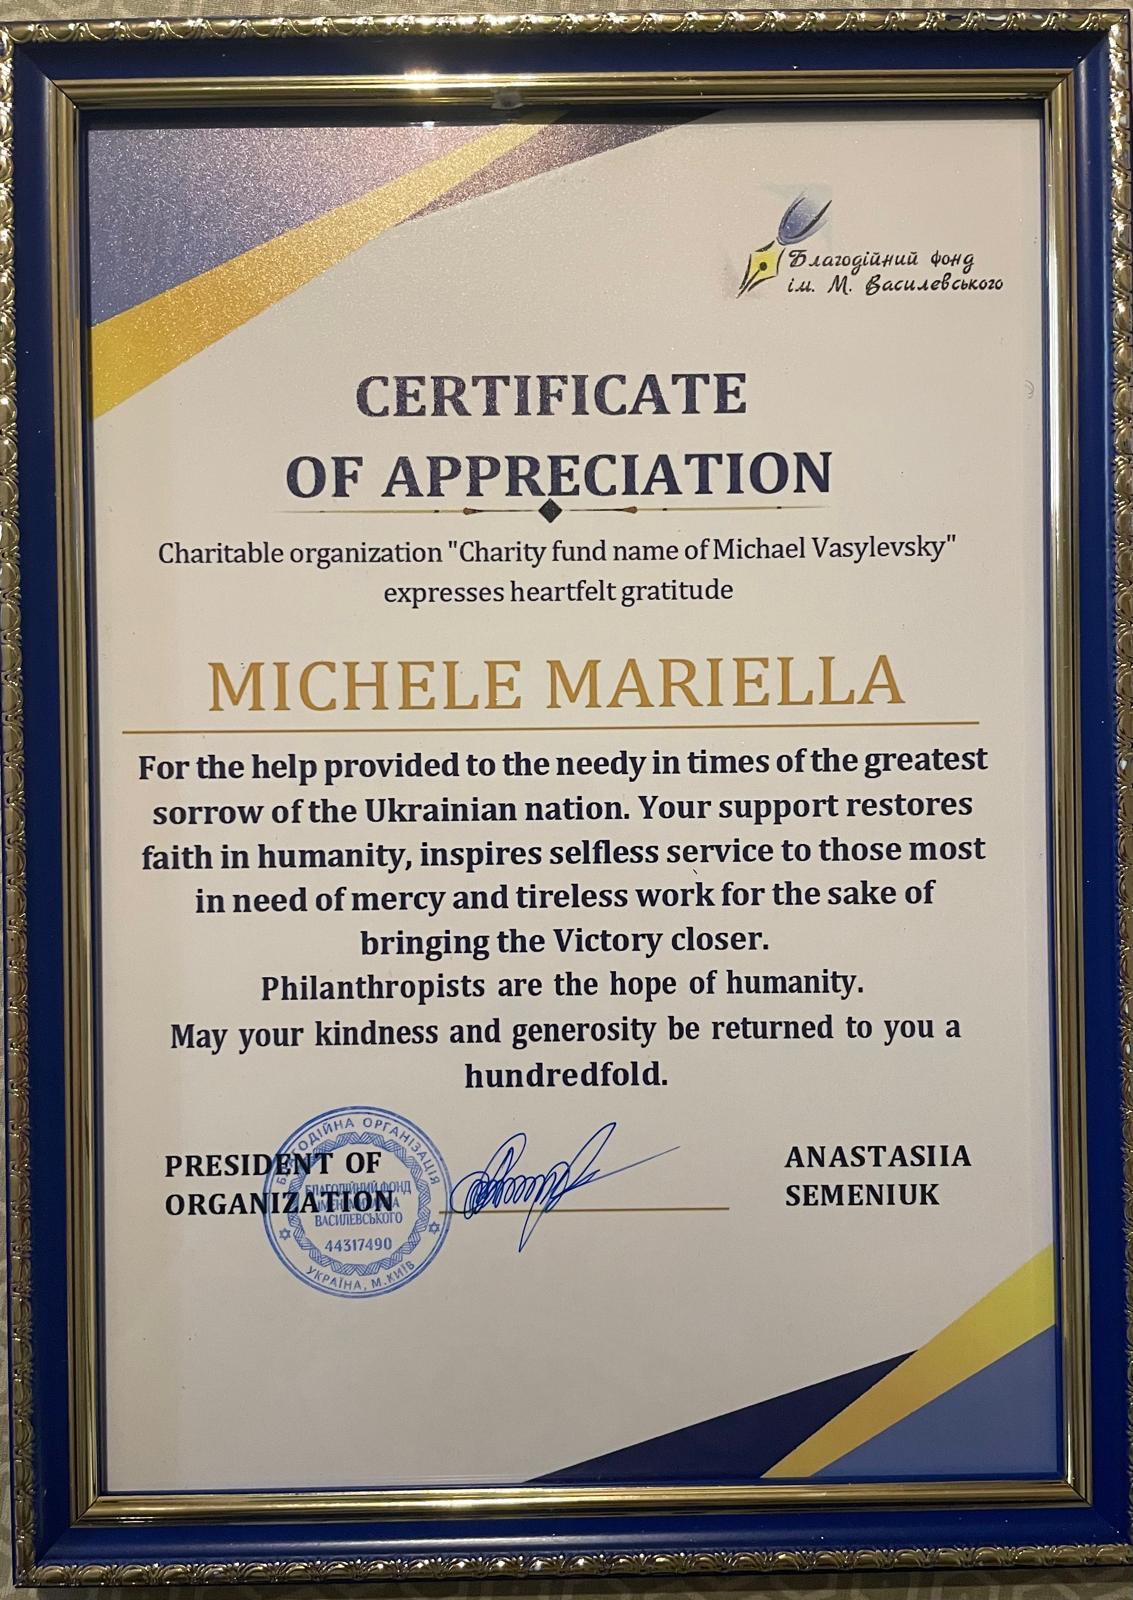 Благодійний фонд
ім. М. Василевського
CERTIFICATE
OF APPRECIATION
Charitable organization "Charity fund name of Michael Vasylevsky"
expresses heartfelt gratitude
MICHELE MARIELLA
For the help provided to the needy in times of the greatest
sorrow of the Ukrainian nation. Your support restores
faith in humanity, inspires selfless service to those most
in need of mercy and tireless work for the sake of
bringing the Victory closer.
Philanthropists are the hope of humanity.
May your kindness and generosity be returned to you a
hundredfold.
PRESIDENT OF
ORGANIZATION
БЛАГОДІЙНА ОРГАНІЗАЦІЯ
БЛАГОДІЙНИЙ ФОНД
ІМЕНІ МИХАЙЛА
ВАСИЛЕВСЬКОГО
44317490
УКРАЇНА, М.КИЇВ
ANASTASIIA
SEMENIUK